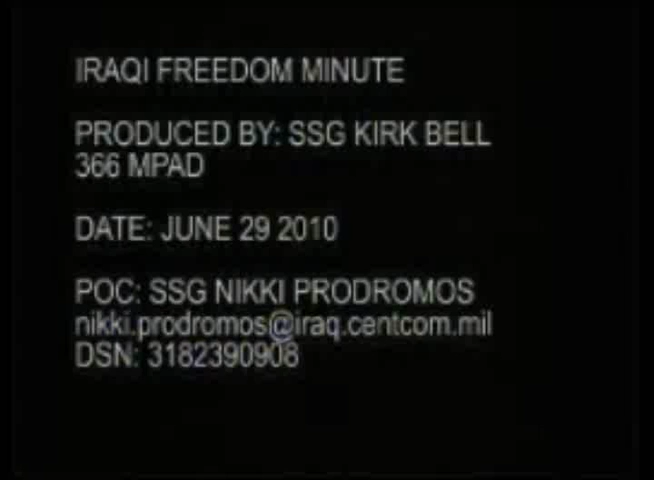 IRAQI FREEDOM MINUTE
PRODUCED BY: SSG KIRK BELL
366 MPAD
DATE: JUNE 29 2010
POC: SSG NIKKI PRODROMOS
nikki.prodromos@iraq.centcom.mil
DSN: 3182390908